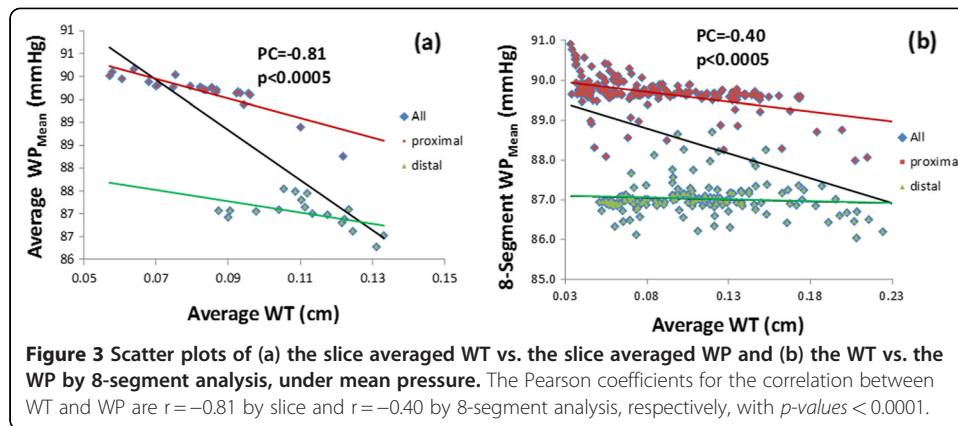 (a)
PC=-0.81
p<0.0005
Average WP_Mean (mmHg)
91
91
90
90
89
89
88
88
87
87
86
0.05 0.07 0.09 0.11 0.13 0.15
Average WT (cm)
All
proximal
distal
(b)
PC=-0.40
p<0.0005
8-Segment WP_Mean (mmHg)
91.0
90.0
89.0
88.0
87.0
86.0
85.0
0.03 0.08 0.13 0.18 0.23
Average WT (cm)
All
proximal
distal
Figure 3 Scatter plots of (a) the slice averaged WT vs. the slice averaged WP and (b) the WT vs. the
WP by 8-segment analysis, under mean pressure. The Pearson coefficients for the correlation between
WT and WP are r = −0.81 by slice and r = −0.40 by 8-segment analysis, respectively, with p-values < 0.0001.